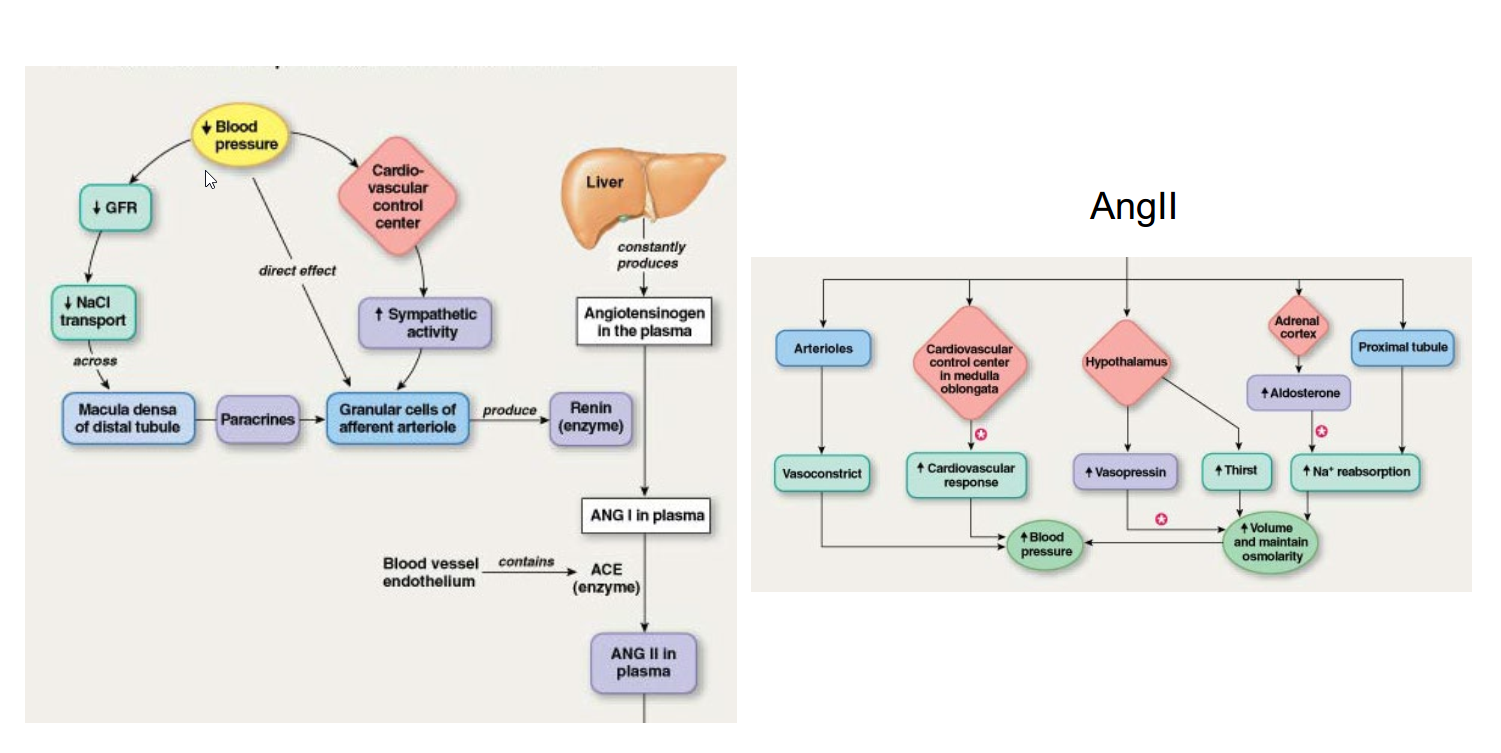 ↓ Blood
pressure
Cardio-
vascular
control
center
↓ GFR
Liver
constantly
produces
direct effect
↓ NaCl
transport
↑ Sympathetic
activity
Angiotensinogen
in the plasma
across
Macula densa
of distal tubule
Paracrines
Granular cells of
afferent arteriole
produce
Renin
(enzyme)
ANG I in plasma
Blood vessel
endothelium
contains
ACE
(enzyme)
ANG II in
plasma
AngII
Arterioles
Cardiovascular
control center
in medulla
oblongata
Hypothalamus
Adrenal
cortex
Proximal tubule
↑ Aldosterone
Vasoconstrict
↑ Cardiovascular
response
↑ Vasopressin
↑ Thirst
↑ Na⁺ reabsorption
↑ Blood
pressure
↑ Volume
and maintain
osmolarity